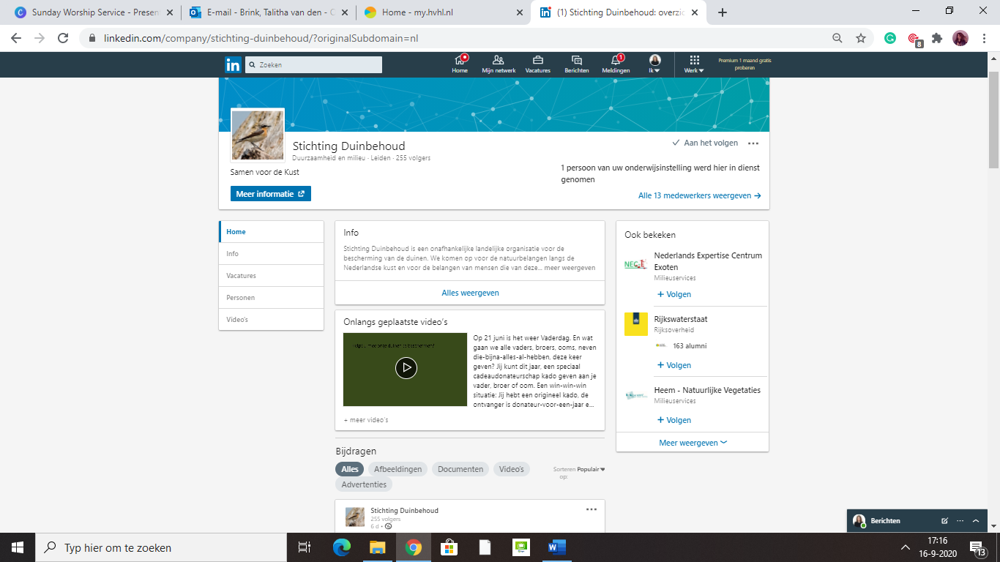 Sunday Worship Service - Present
E-mail - Brink, Talitha van den - O
Home - my.hvhl.nl
(1) Stichting Duinbehoud: overzic
linkedin.com/company/stichting-duinbehoud/?originalSubdomain=nl
8
in
Zoeken
Home
Mijn netwerk
Vacatures
Berichten
1
Meldingen
Ik
Werk
Premium 1 maand gratis
proberen
Stichting Duinbehoud
Duurzaamheid en milieu · Leiden · 255 volgers
Samen voor de Kust
Meer informatie
Aan het volgen
1 persoon van uw onderwijsinstelling werd hier in dienst
genomen
Alle 13 medewerkers weergeven →
Home
Info
Vacatures
Personen
Video's
Info
Stichting Duinbehoud is een onafhankelijke landelijke organisatie voor de
bescherming van de duinen. We komen op voor de natuurbelangen langs de
Nederlandse kust en voor de belangen van mensen die van deze... meer weergeven
Alles weergeven
Onlangs geplaatste video's
Op 21 juni is het weer Vaderdag. En wat
gaan we alle vaders, broers, ooms, neven
die-bijna-alles-al-hebben, deze keer
geven? Jij kunt dit jaar, een speciaal
cadeaudonateurschap kado geven aan je
vader, broer of oom. Een win-win-win
situatie: Jij hebt een origineel kado, de
ontvanger is donateur-voor-een-jaar e...
+ meer video's
Bijdragen
Alles
Afbeeldingen
Documenten
Video's
Advertenties
Sorteren
op:
Populair
Stichting Duinbehoud
255 volgers
6 d •
Ook bekeken
Nederlands Expertise Centrum
Exoten
Milieuservices
+ Volgen
Rijkswaterstaat
Rijksoverheid
163 alumni
+ Volgen
Heem - Natuurlijke Vegetaties
Milieuservices
+ Volgen
Meer weergeven
Berichten
Typ hier om te zoeken
17:16
16-9-2020
13